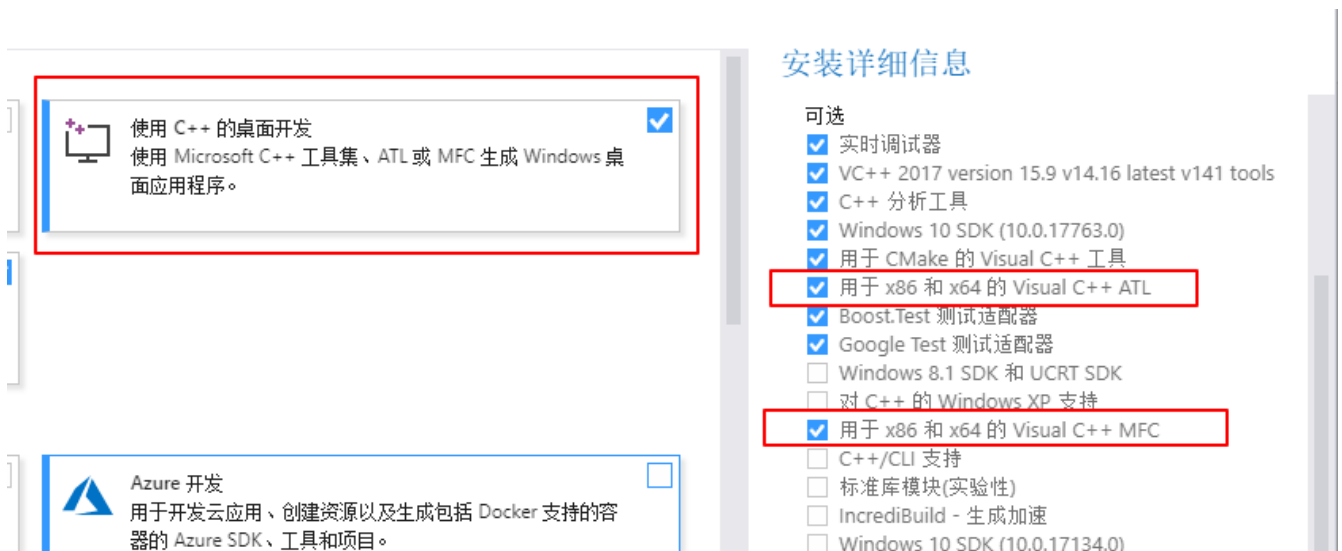 使用 C++ 的桌面开发
使用 Microsoft C++ 工具集、ATL 或 MFC 生成 Windows 桌
面应用程序。
Azure 开发
用于开发云应用、创建资源以及生成包括 Docker 支持的容
器的 Azure SDK、工具和项目。
安装详细信息
可选
实时调试器
VC++ 2017 version 15.9 v14.16 latest v141 tools
C++ 分析工具
Windows 10 SDK (10.0.17763.0)
用于 CMake 的 Visual C++ 工具
用于 x86 和 x64 的 Visual C++ ATL
Boost.Test 测试适配器
Google Test 测试适配器
Windows 8.1 SDK 和 UCRT SDK
对 C++ 的 Windows XP 支持
用于 x86 和 x64 的 Visual C++ MFC
C++/CLI 支持
标准库模块(实验性)
IncrediBuild - 生成加速
Windows 10 SDK (10.0.17134.0)